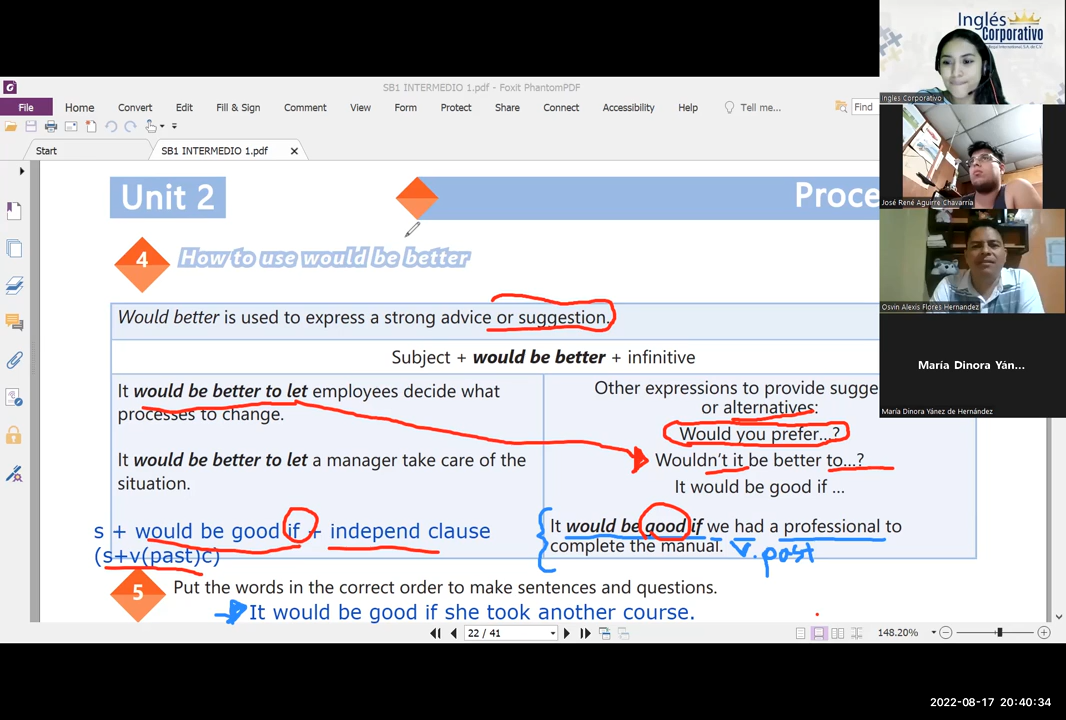 Inglés
Corporativo
Inglés Corporativo
José René Aguirre Chavarría
Osvin Alexis Flores Hernandez
María Dinora Yán...
María Dinora Yánez de Hernández
SB1 INTERMEDIO 1.pdf - Foxit PhantomPDF
File Home Convert Edit Fill & Sign Comment View Form Protect Share Connect Accessibility Help Tell me... Find
Start SB1 INTERMEDIO 1.pdf
Unit 2
Proce
4 How to use would be better
Would better is used to express a strong advice or suggestion.
Subject + would be better + infinitive
It would be better to let employees decide what
processes to change.
It would be better to let a manager take care of the
situation.
Other expressions to provide sugge
or alternatives:
Would you prefer...?
Wouldn't it be better to...?
It would be good if ...
It would be good if we had a professional to
complete the manual.
v. past
s + would be good if + independ clause
(s+v(past)c)
5 Put the words in the correct order to make sentences and questions.
It would be good if she took another course.
22 / 41
148.20%
2022-08-17 20:40:34